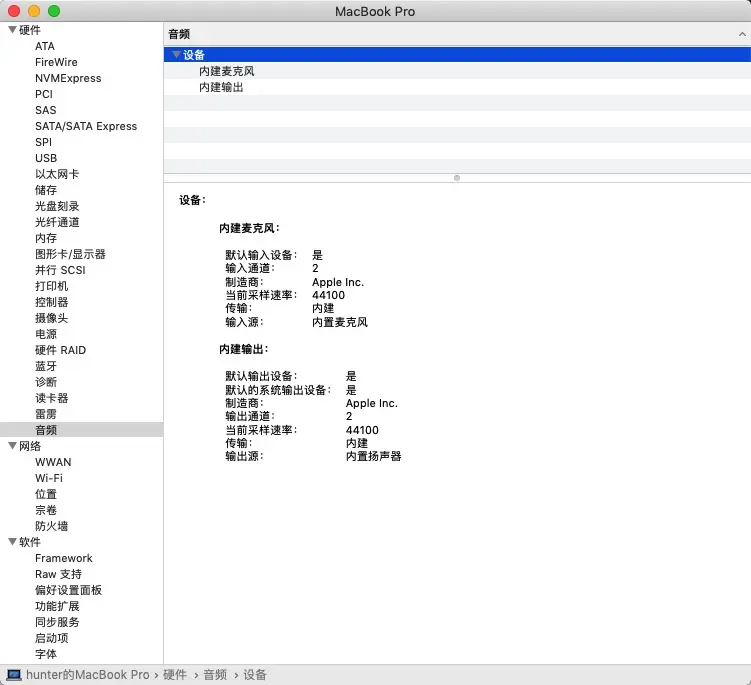 MacBook Pro
硬件
ATA
FireWire
NVMExpress
PCI
SAS
SATA/SATA Express
SPI
USB
以太网卡
储存
光盘刻录
光纤通道
内存
图形卡/显示器
并行 SCSI
打印机
控制器
摄像头
电源
硬件 RAID
蓝牙
诊断
读卡器
雷雳
音频
网络
WWAN
Wi-Fi
位置
宗卷
防火墙
软件
Framework
Raw 支持
偏好设置面板
功能扩展
同步服务
启动项
字体
音频
设备
内建麦克风
内建输出
设备：
内建麦克风：
默认输入设备： 是
输入通道： 2
制造商： Apple Inc.
当前采样速率： 44100
传输： 内建
输入源： 内置麦克风
内建输出：
默认输出设备： 是
默认的系统输出设备： 是
制造商： Apple Inc.
输出通道： 2
当前采样速率： 44100
传输： 内建
输出源： 内置扬声器
hunter的MacBook Pro › 硬件 › 音频 › 设备